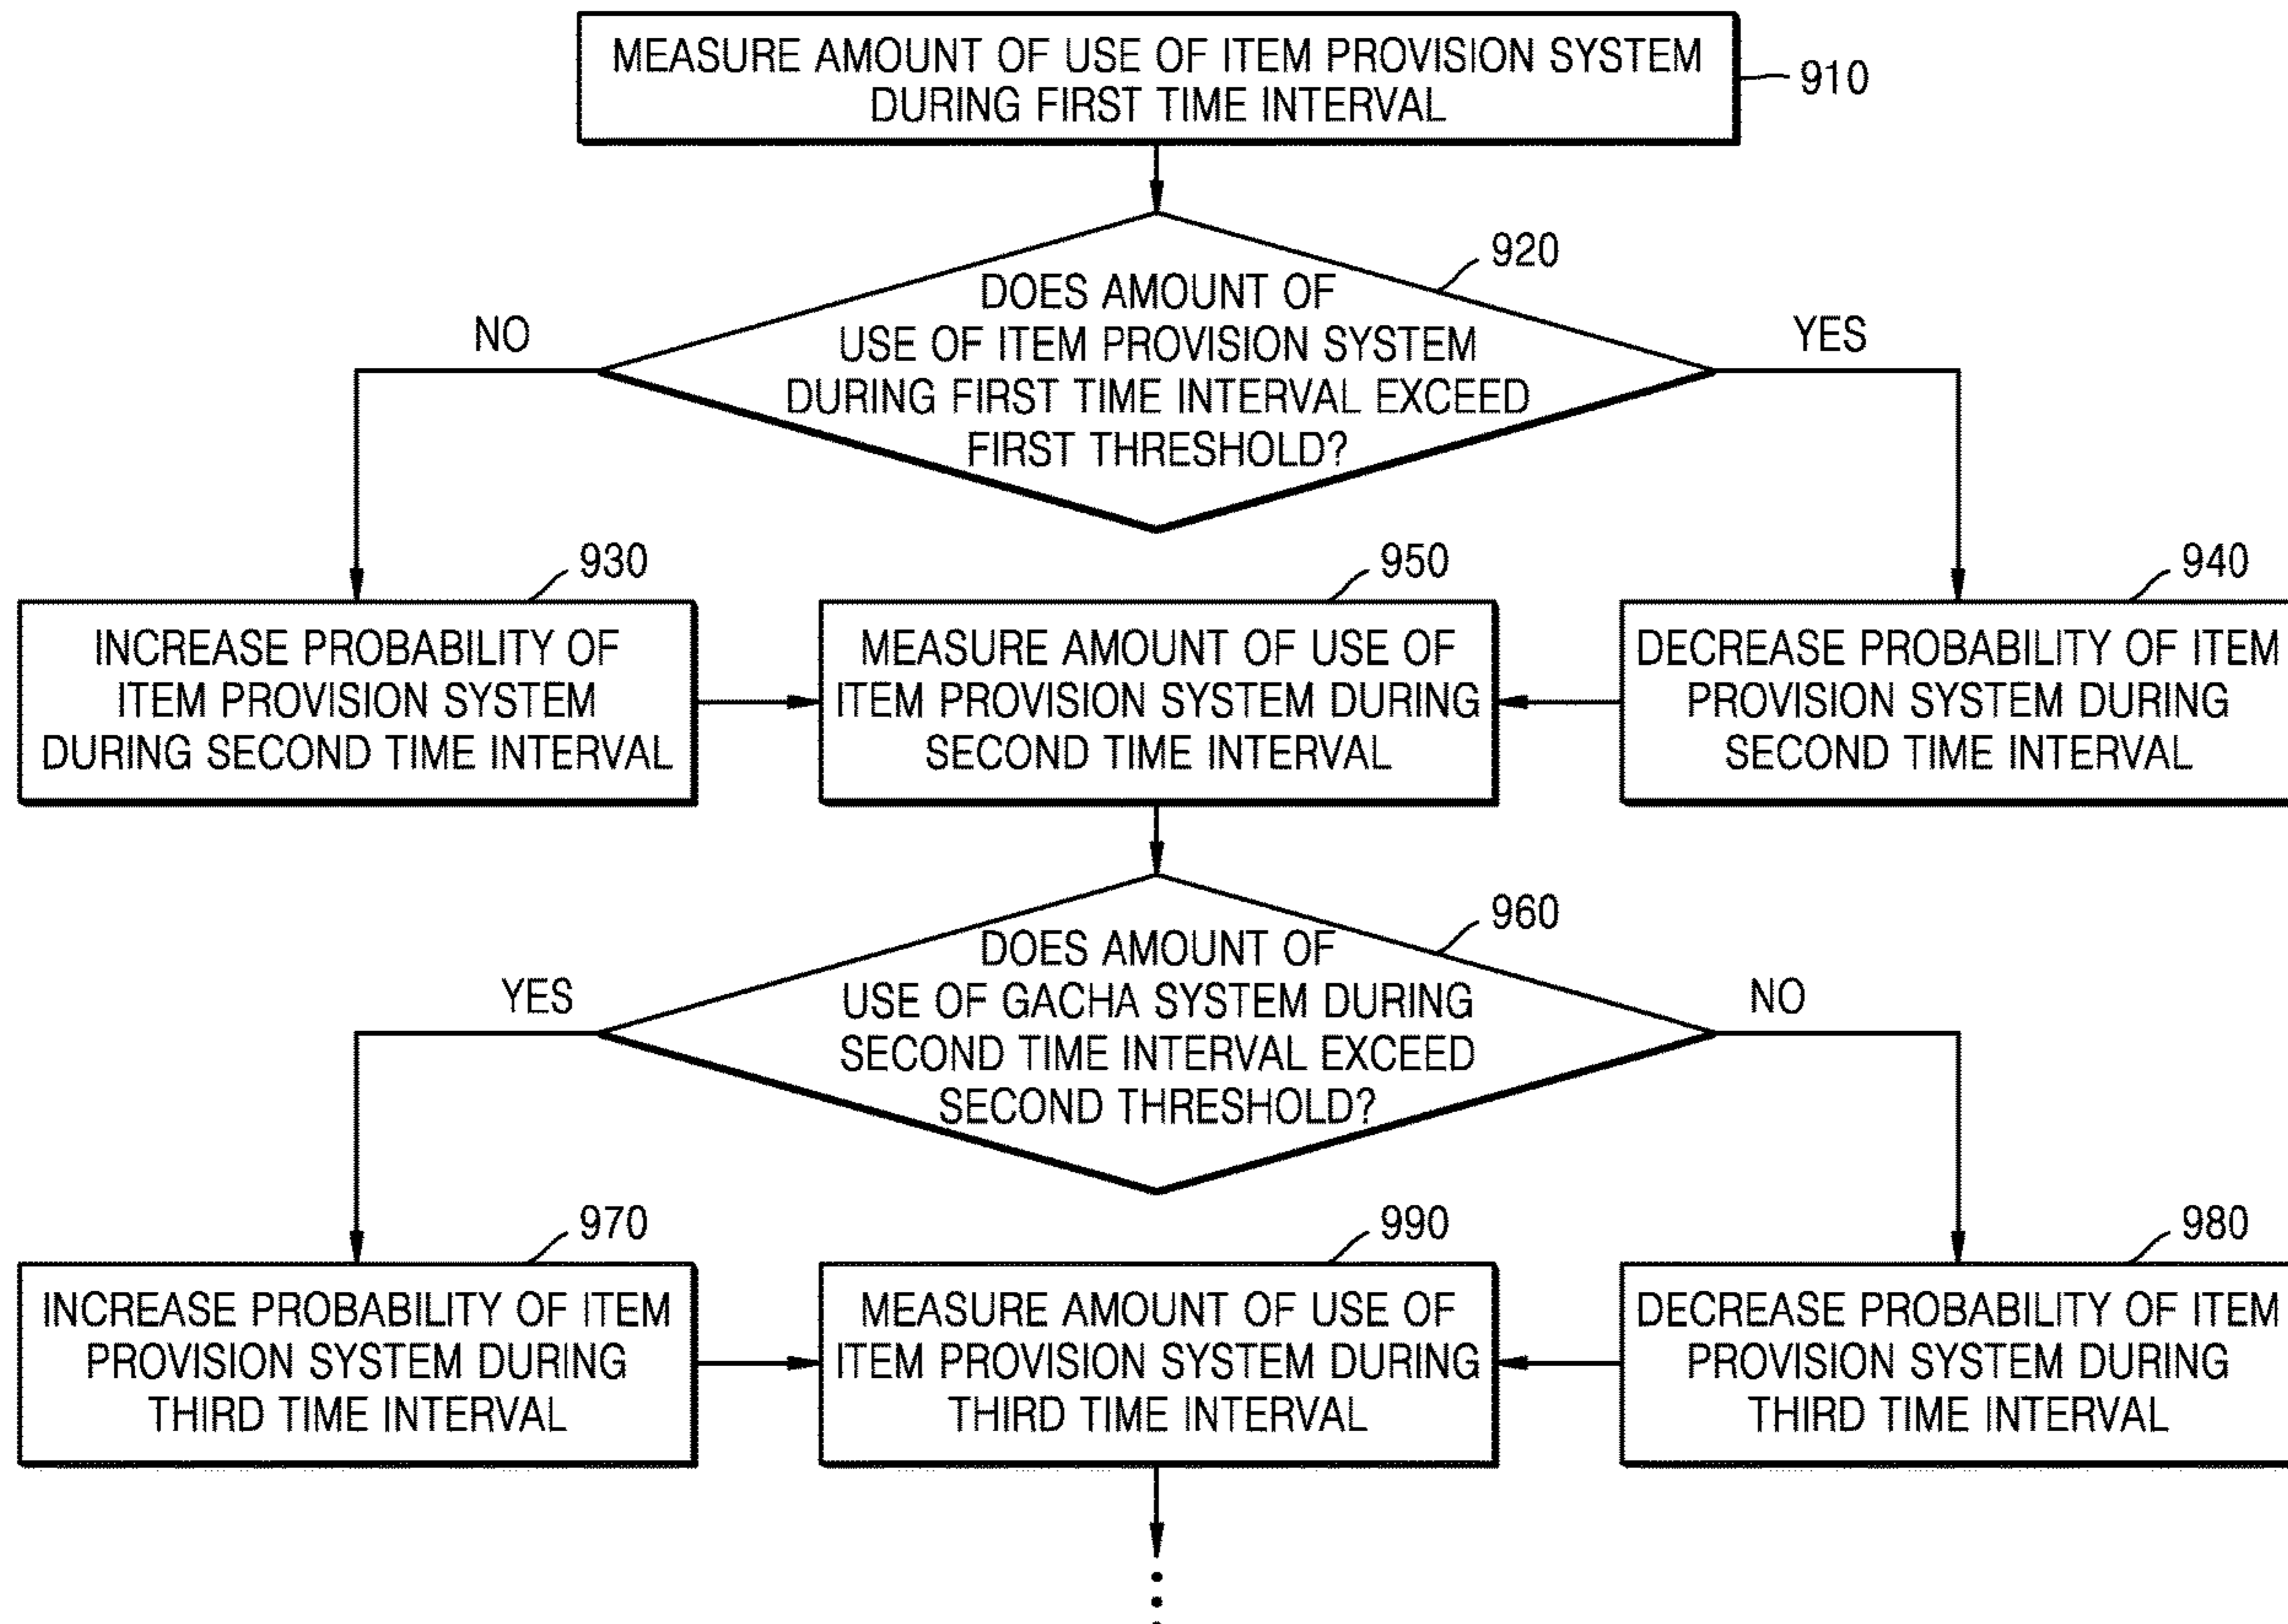 MEASURE AMOUNT OF USE OF ITEM PROVISION SYSTEM
DURING FIRST TIME INTERVAL
910
920
DOES AMOUNT OF
USE OF ITEM PROVISION SYSTEM
DURING FIRST TIME INTERVAL EXCEED
FIRST THRESHOLD?
NO
YES
930
INCREASE PROBABILITY OF
ITEM PROVISION SYSTEM
DURING SECOND TIME INTERVAL
950
MEASURE AMOUNT OF USE OF
ITEM PROVISION SYSTEM DURING
SECOND TIME INTERVAL
940
DECREASE PROBABILITY OF ITEM
PROVISION SYSTEM DURING
SECOND TIME INTERVAL
960
DOES AMOUNT OF
USE OF GACHA SYSTEM DURING
SECOND TIME INTERVAL EXCEED
SECOND THRESHOLD?
YES
NO
970
INCREASE PROBABILITY OF ITEM
PROVISION SYSTEM DURING
THIRD TIME INTERVAL
990
MEASURE AMOUNT OF USE OF
ITEM PROVISION SYSTEM DURING
THIRD TIME INTERVAL
980
DECREASE PROBABILITY OF ITEM
PROVISION SYSTEM DURING
THIRD TIME INTERVAL